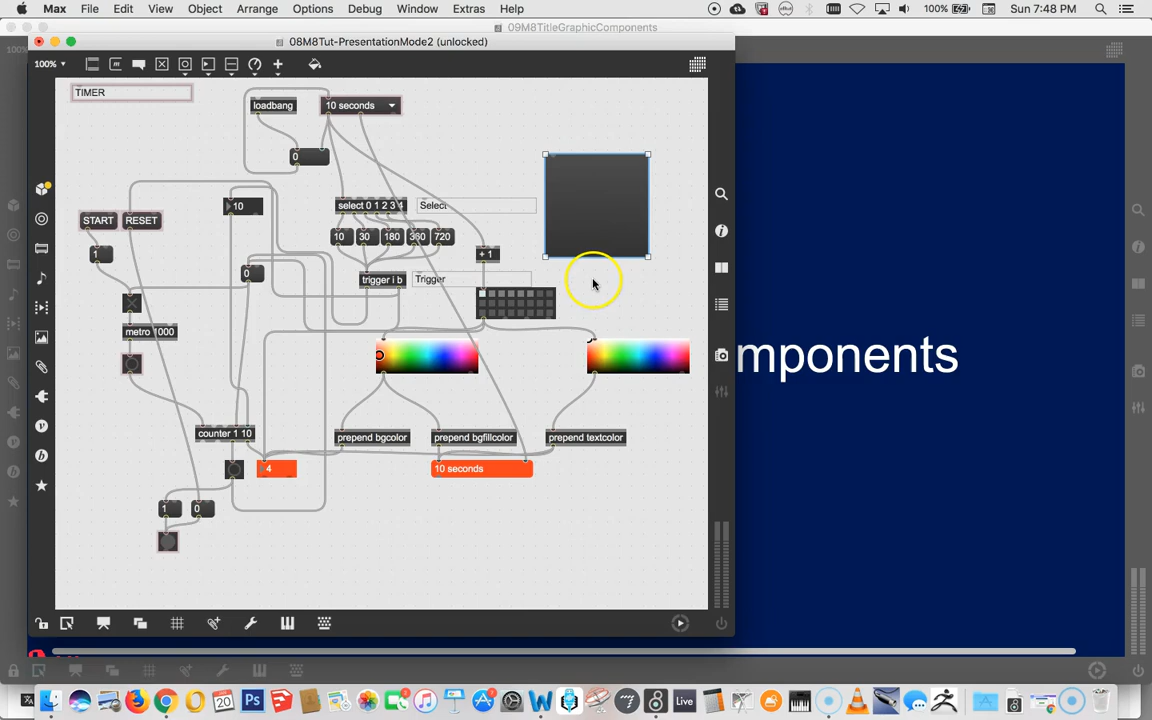 Max File Edit View Object Arrange Options Debug Window Extras Help 100% Sun 7:48 PM
09M8TitleGraphicComponents
08M8Tut-PresentationMode2 (unlocked)
100%
TIMER
loadbang 10 seconds
0
10 select 0 1 2 3 4 Select
START RESET
10 30 180 360 720
1 + 1
0 trigger i b Trigger
metro 1000
mponents
counter 1 10 prepend bgcolor prepend bgfillcolor prepend textcolor
4 10 seconds
1 0
20 Live